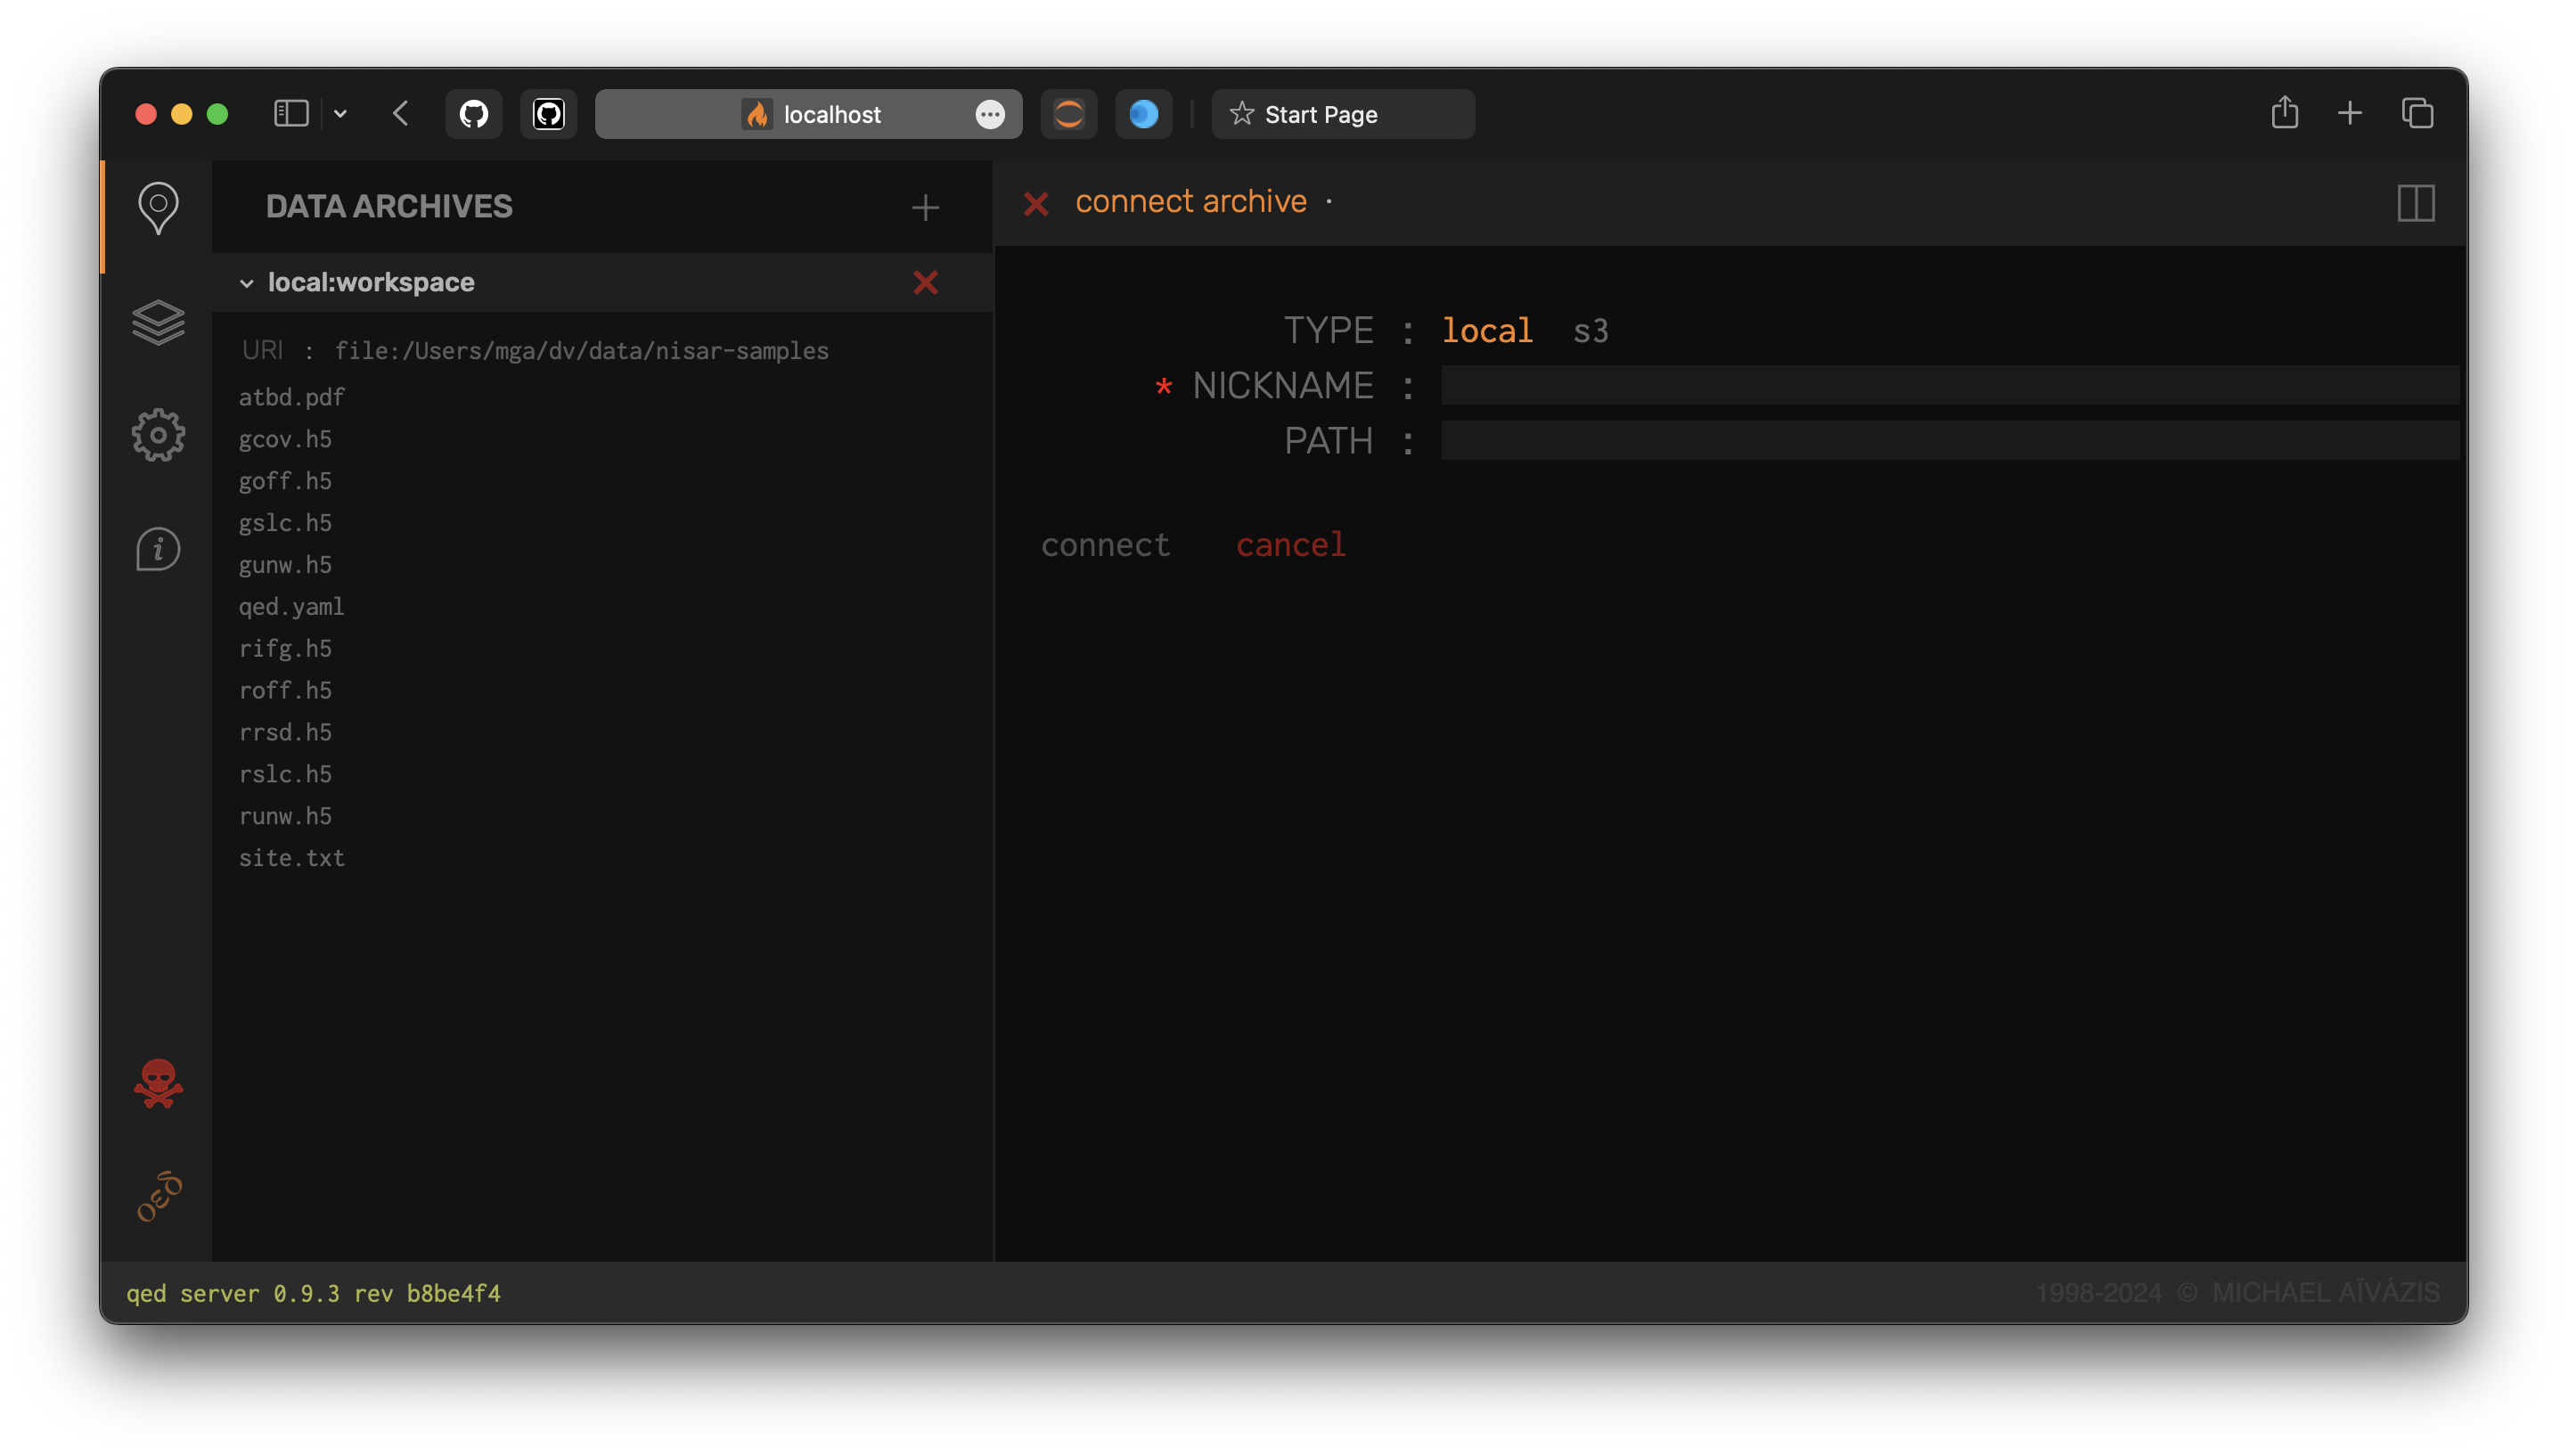 localhost
Start Page
DATA ARCHIVES
local:workspace
URI : file:/Users/mga/dv/data/nisar-samples
atbd.pdf
gcov.h5
goff.h5
gslc.h5
gunw.h5
qed.yaml
rifg.h5
roff.h5
rrsd.h5
rslc.h5
runw.h5
site.txt
connect archive ·
TYPE : local s3
* NICKNAME :
PATH :
connect cancel
οεδ
qed server 0.9.3 rev b8be4f4
1998-2024 © MICHAEL AÏVÁZIS